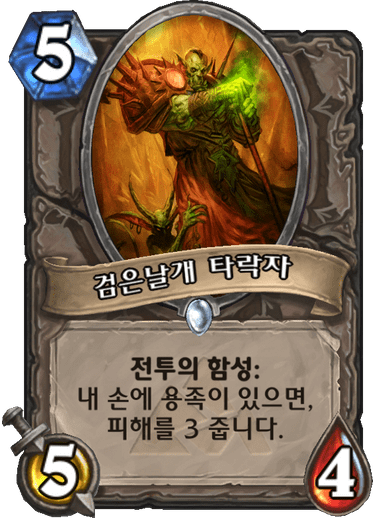 5
검은날개 타락자
전투의 함성:
내 손에 용족이 있으면,
피해를 3 줍니다.
5
4